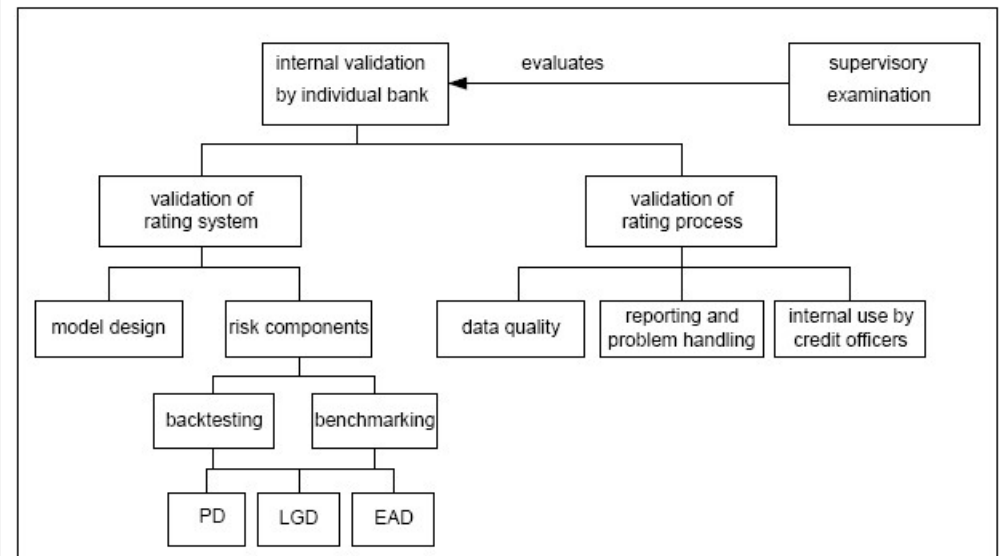 internal validation
by individual bank
evaluates
supervisory
examination
validation of
rating system
validation of
rating process
model design
risk components
data quality
reporting and
problem handling
internal use by
credit officers
backtesting
benchmarking
PD
LGD
EAD